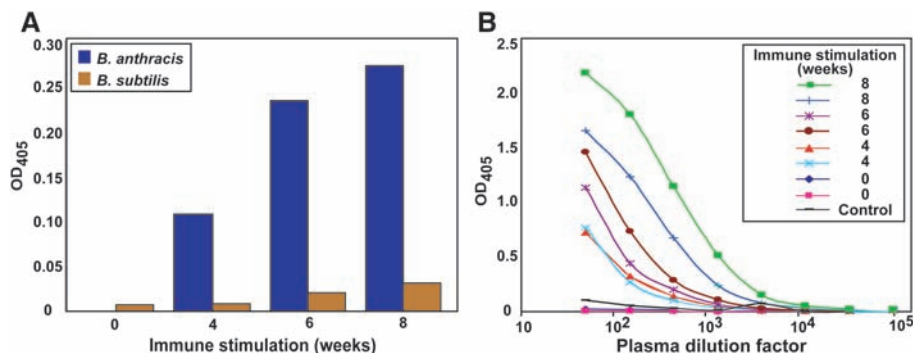 A
0.30
0.25
0.20
0.15
0.10
0.05
0
OD405
B. anthracis
B. subtilis
0
4
6
8
Immune stimulation (weeks)
B
2.5
2.0
1.5
1.0
0.5
0
OD405
Immune stimulation
(weeks)
8
8
6
6
4
4
0
0
Control
10
10²
10³
10⁴
10⁵
Plasma dilution factor